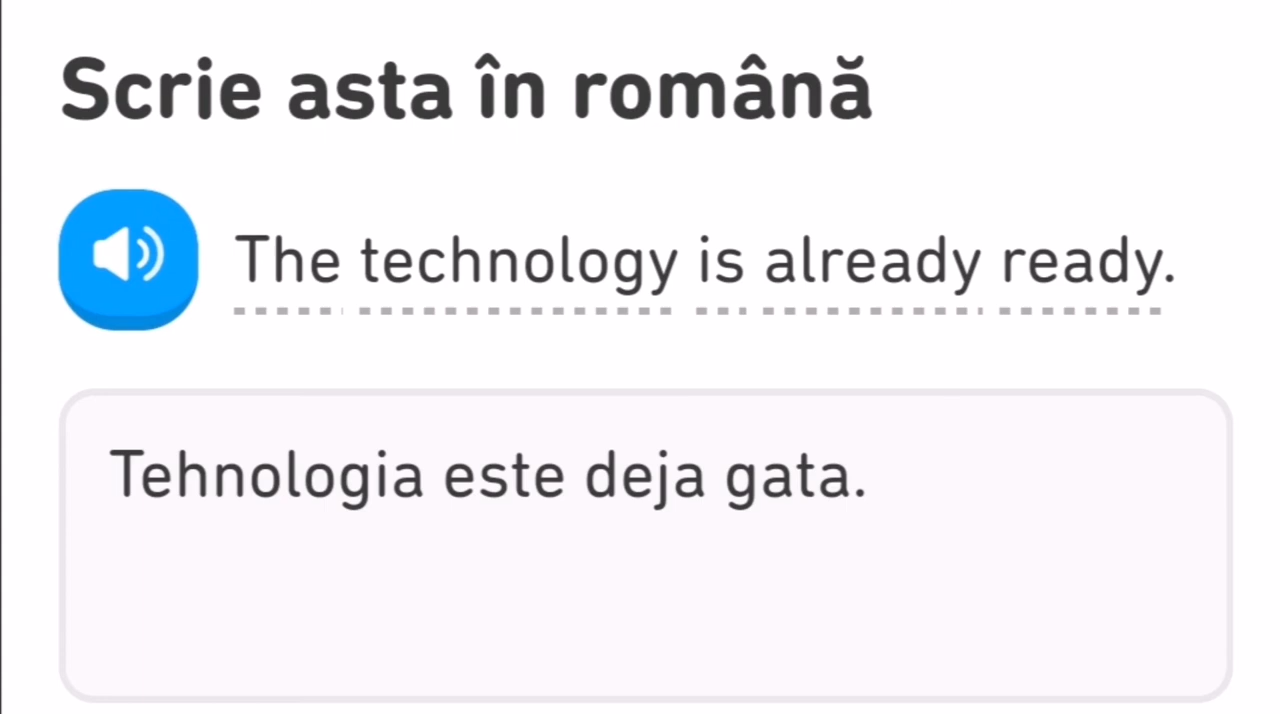 Scrie asta în română
The technology is already ready.
Tehnologia este deja gata.